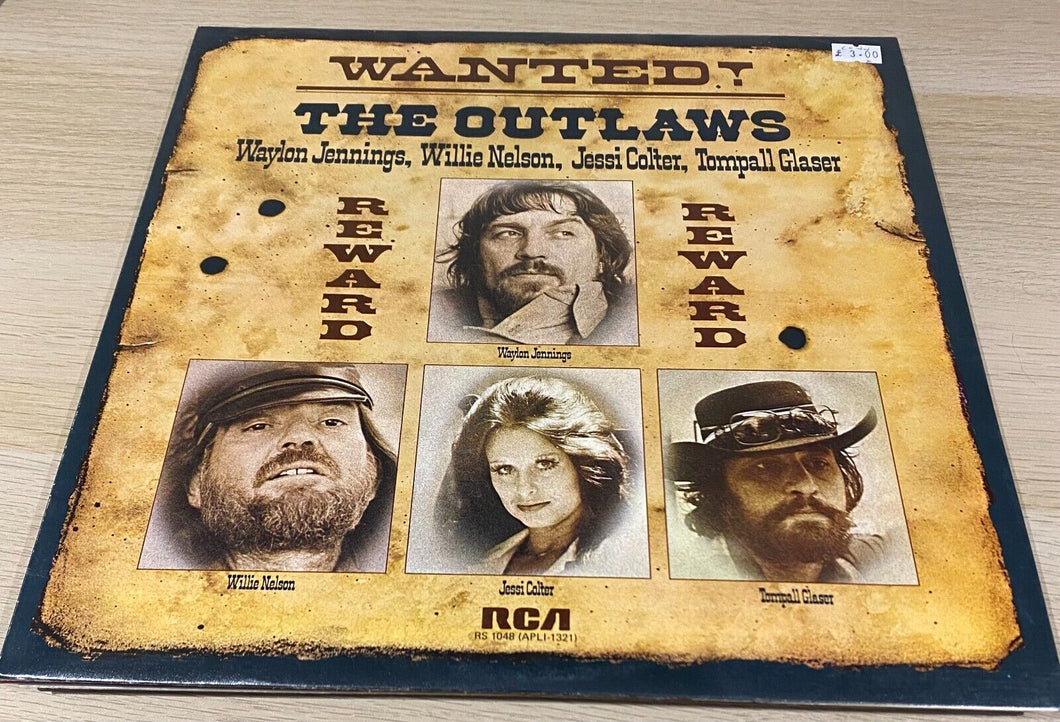 WANTED!
£ 3.00
THE OUTLAWS
Waylon Jennings, Willie Nelson, Jessi Colter, Tompall Glaser
REWARD
REWARD
Waylon Jennings
Willie Nelson
Jessi Colter
Tompall Glaser
RCA
RS 1048 (APLI-1321)